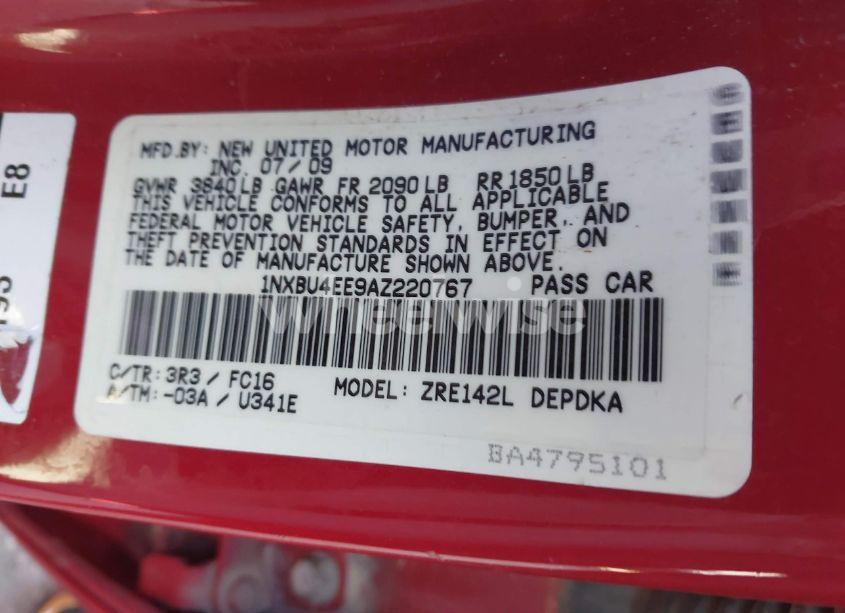 E8
MFD.BY: NEW UNITED MOTOR MANUFACTURING
INC. 07/09
GVWR 3840LB GAWR FR 2090LB RR1850LB
THIS VEHICLE CONFORMS TO ALL APPLICABLE
FEDERAL MOTOR VEHICLE SAFETY, BUMPER, AND
THEFT PREVENTION STANDARDS IN EFFECT ON
THE DATE OF MANUFACTURE SHOWN ABOVE.
1NXBU4EE9AZ220767 PASS CAR
Wheelwise
C/TR: 3R3 / FC16
A/TM: -03A / U341E
MODEL: ZRE142L DEPDKA
BA4795101